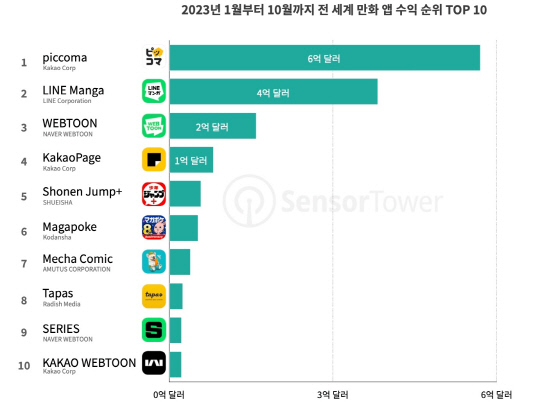 2023년 1월부터 10월까지 전 세계 만화 앱 수익 순위 TOP 10
1 piccoma 6억 달러
Kakao Corp
2 LINE Manga 4억 달러
LINE Corporation
3 WEBTOON 2억 달러
NAVER WEBTOON
4 KakaoPage 1억 달러
Kakao Corp
5 Shonen Jump+
SHUEISHA
6 Magapoke
Kodansha
7 Mecha Comic
AMUTUS CORPORATION
8 Tapas tapas
Radish Media
9 SERIES
NAVER WEBTOON
10 KAKAO WEBTOON
Kakao Corp
SensorTower
0억 달러 3억 달러 6억 달러